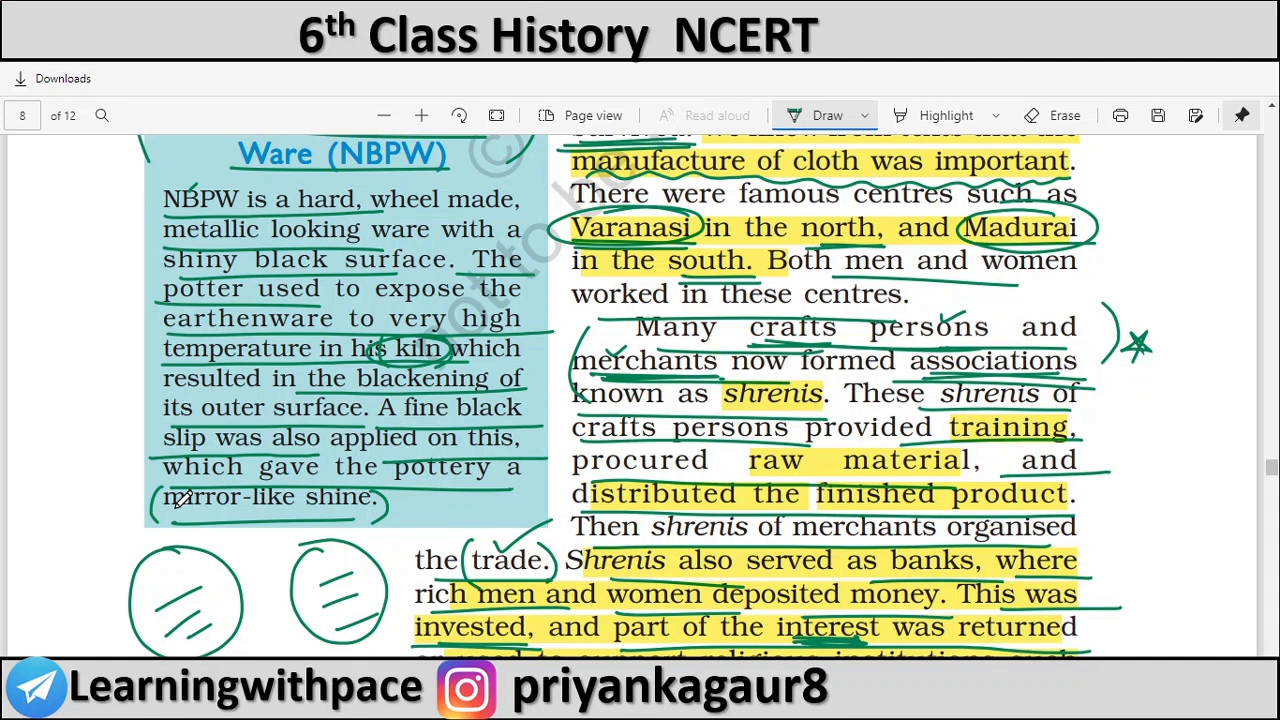 6th Class History NCERT
Downloads
8 of 12
Page view
Read aloud
Draw
Highlight
Erase
Ware (NBPW)
NBPW is a hard, wheel made,
metallic looking ware with a
shiny black surface. The
potter used to expose the
earthenware to very high
temperature in his kiln which
resulted in the blackening of
its outer surface. A fine black
slip was also applied on this,
which gave the pottery a
mirror-like shine.
manufacture of cloth was important.
There were famous centres such as
Varanasi in the north, and Madurai
in the south. Both men and women
worked in these centres.
Many crafts persons and
merchants now formed associations
known as shrenis. These shrenis of
crafts persons provided training,
procured raw material, and
distributed the finished product.
Then shrenis of merchants organised
the trade. Shrenis also served as banks, where
rich men and women deposited money. This was
invested, and part of the interest was returned
Learningwithpace
priyankagaur8